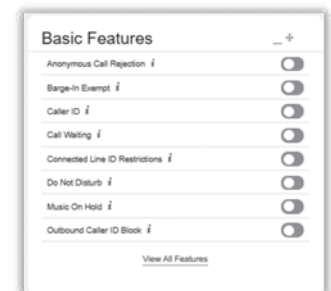 Basic Features
Anonymous Call Rejection i
Barge-In Exempt i
Caller ID i
Call Waiting i
Connected Line ID Restrictions i
Do Not Disturb i
Music On Hold i
Outbound Caller ID Block i
View All Features